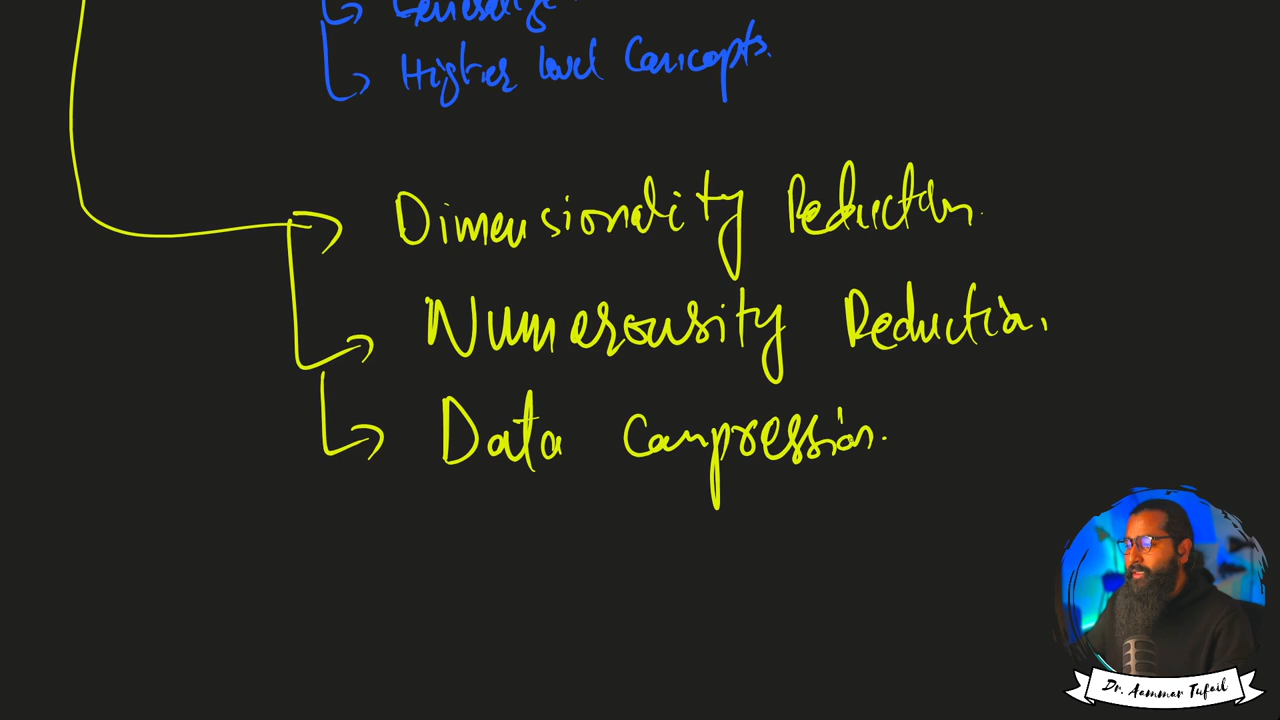 Higher level Concepts.
Dimensionality Reduction.
Numerousity Reduction.
Data Compression.
Dr. Aammar Tufail